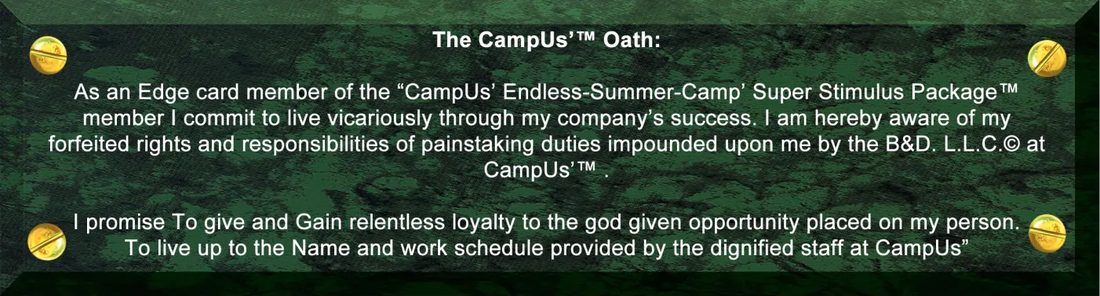 The CampUs’™ Oath:
As an Edge card member of the “CampUs’ Endless-Summer-Camp’ Super Stimulus Package™
member I commit to live vicariously through my company’s success. I am hereby aware of my
forfeited rights and responsibilities of painstaking duties impounded upon me by the B&D. L.L.C.© at
CampUs’™ .
I promise To give and Gain relentless loyalty to the god given opportunity placed on my person.
To live up to the Name and work schedule provided by the dignified staff at CampUs”